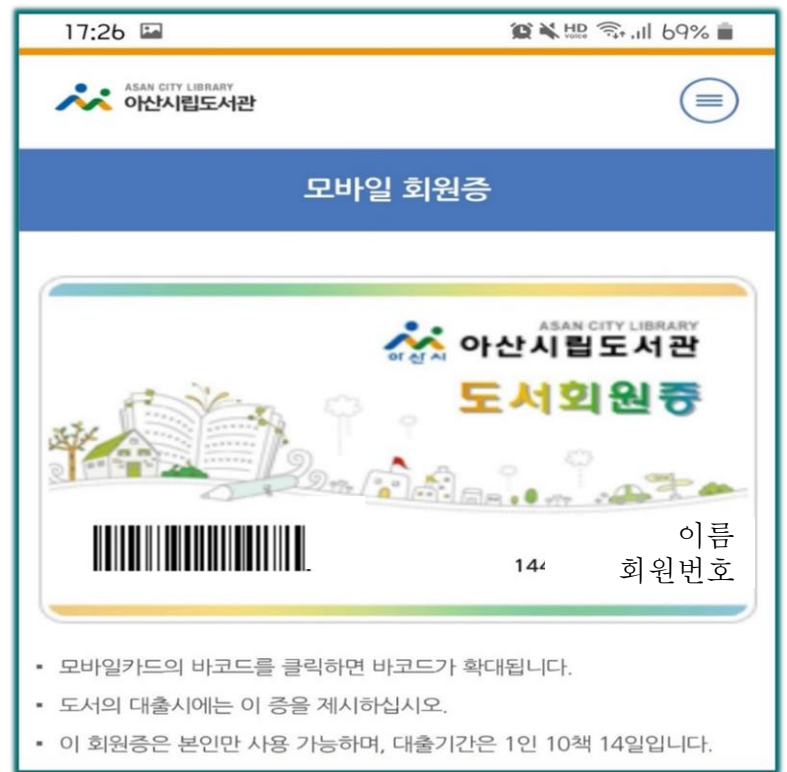 17:26
HD voice
69%
ASAN CITY LIBRARY
아산시립도서관
모바일 회원증
ASAN CITY LIBRARY
아산시 아산시립도서관
도서회원증
이름
144 회원번호
▪ 모바일카드의 바코드를 클릭하면 바코드가 확대됩니다.
▪ 도서의 대출시에는 이 증을 제시하십시오.
▪ 이 회원증은 본인만 사용 가능하며, 대출기간은 1인 10책 14일입니다.